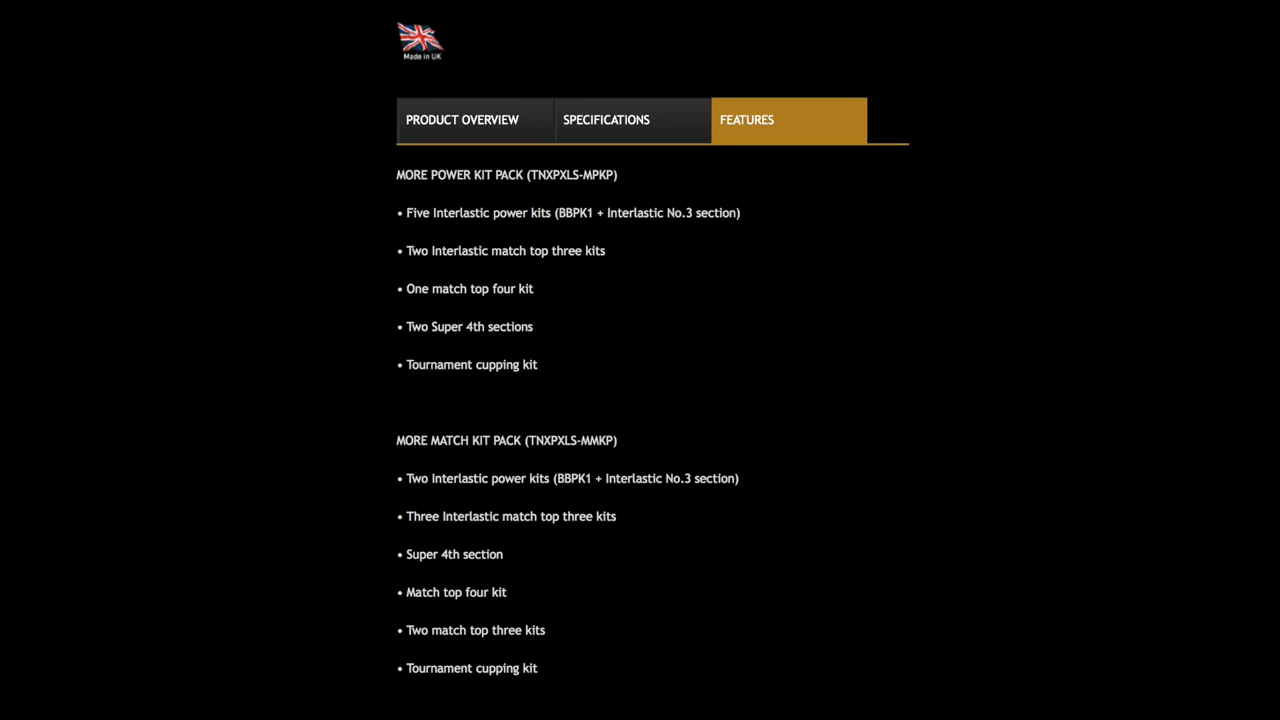 Made in UK
PRODUCT OVERVIEW SPECIFICATIONS FEATURES
MORE POWER KIT PACK (TNXPXLS-MPKP)
• Five Interlastic power kits (BBPK1 + Interlastic No.3 section)
• Two Interlastic match top three kits
• One match top four kit
• Two Super 4th sections
• Tournament cupping kit
MORE MATCH KIT PACK (TNXPXLS-MMKP)
• Two Interlastic power kits (BBPK1 + Interlastic No.3 section)
• Three Interlastic match top three kits
• Super 4th section
• Match top four kit
• Two match top three kits
• Tournament cupping kit